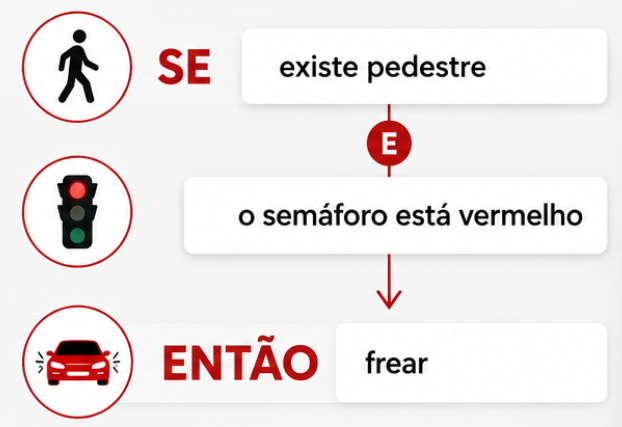 SE existe pedestre
E
o semáforo está vermelho
ENTÃO frear